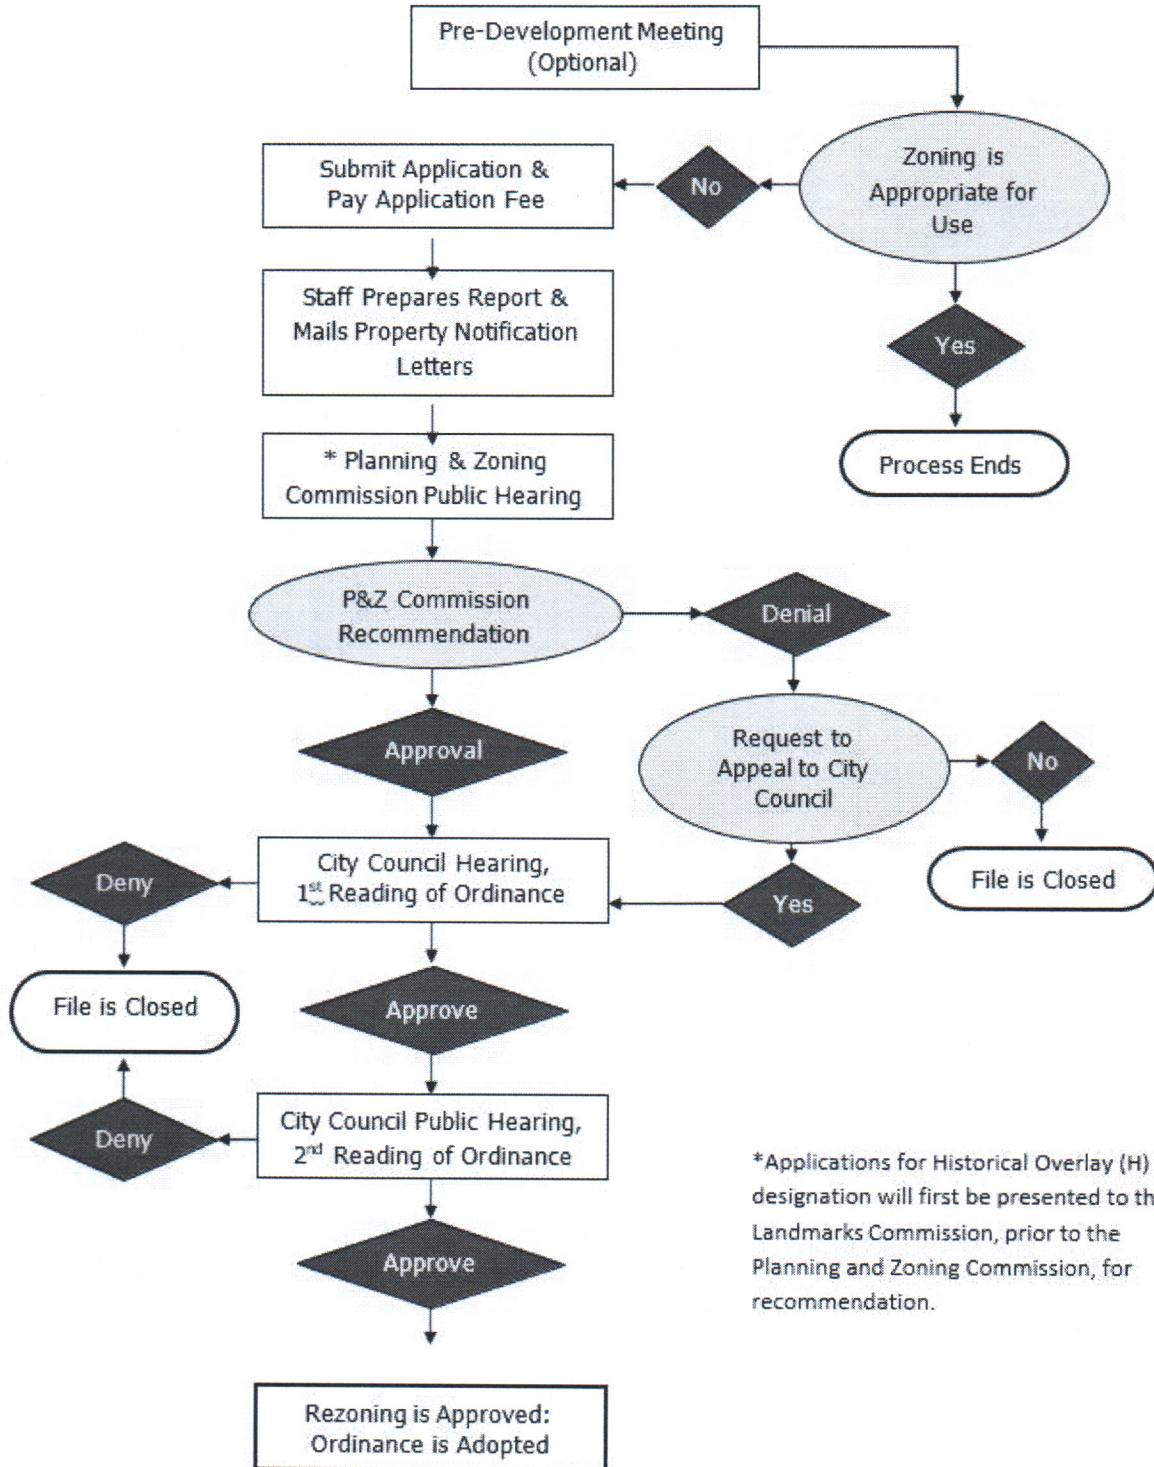 Pre-Development Meeting
(Optional)
Zoning is
Appropriate for
Use
No
Submit Application &
Pay Application Fee
Yes
Process Ends
Staff Prepares Report &
Mails Property Notification
Letters
* Planning & Zoning
Commission Public Hearing
P&Z Commission
Recommendation
Denial
Approval
Request to
Appeal to City
Council
No
File is Closed
Yes
City Council Hearing,
1st Reading of Ordinance
Deny
File is Closed
Approve
City Council Public Hearing,
2nd Reading of Ordinance
Deny
Approve
*Applications for Historical Overlay (H)
designation will first be presented to th
Landmarks Commission, prior to the
Planning and Zoning Commission, for
recommendation.
Rezoning is Approved:
Ordinance is Adopted